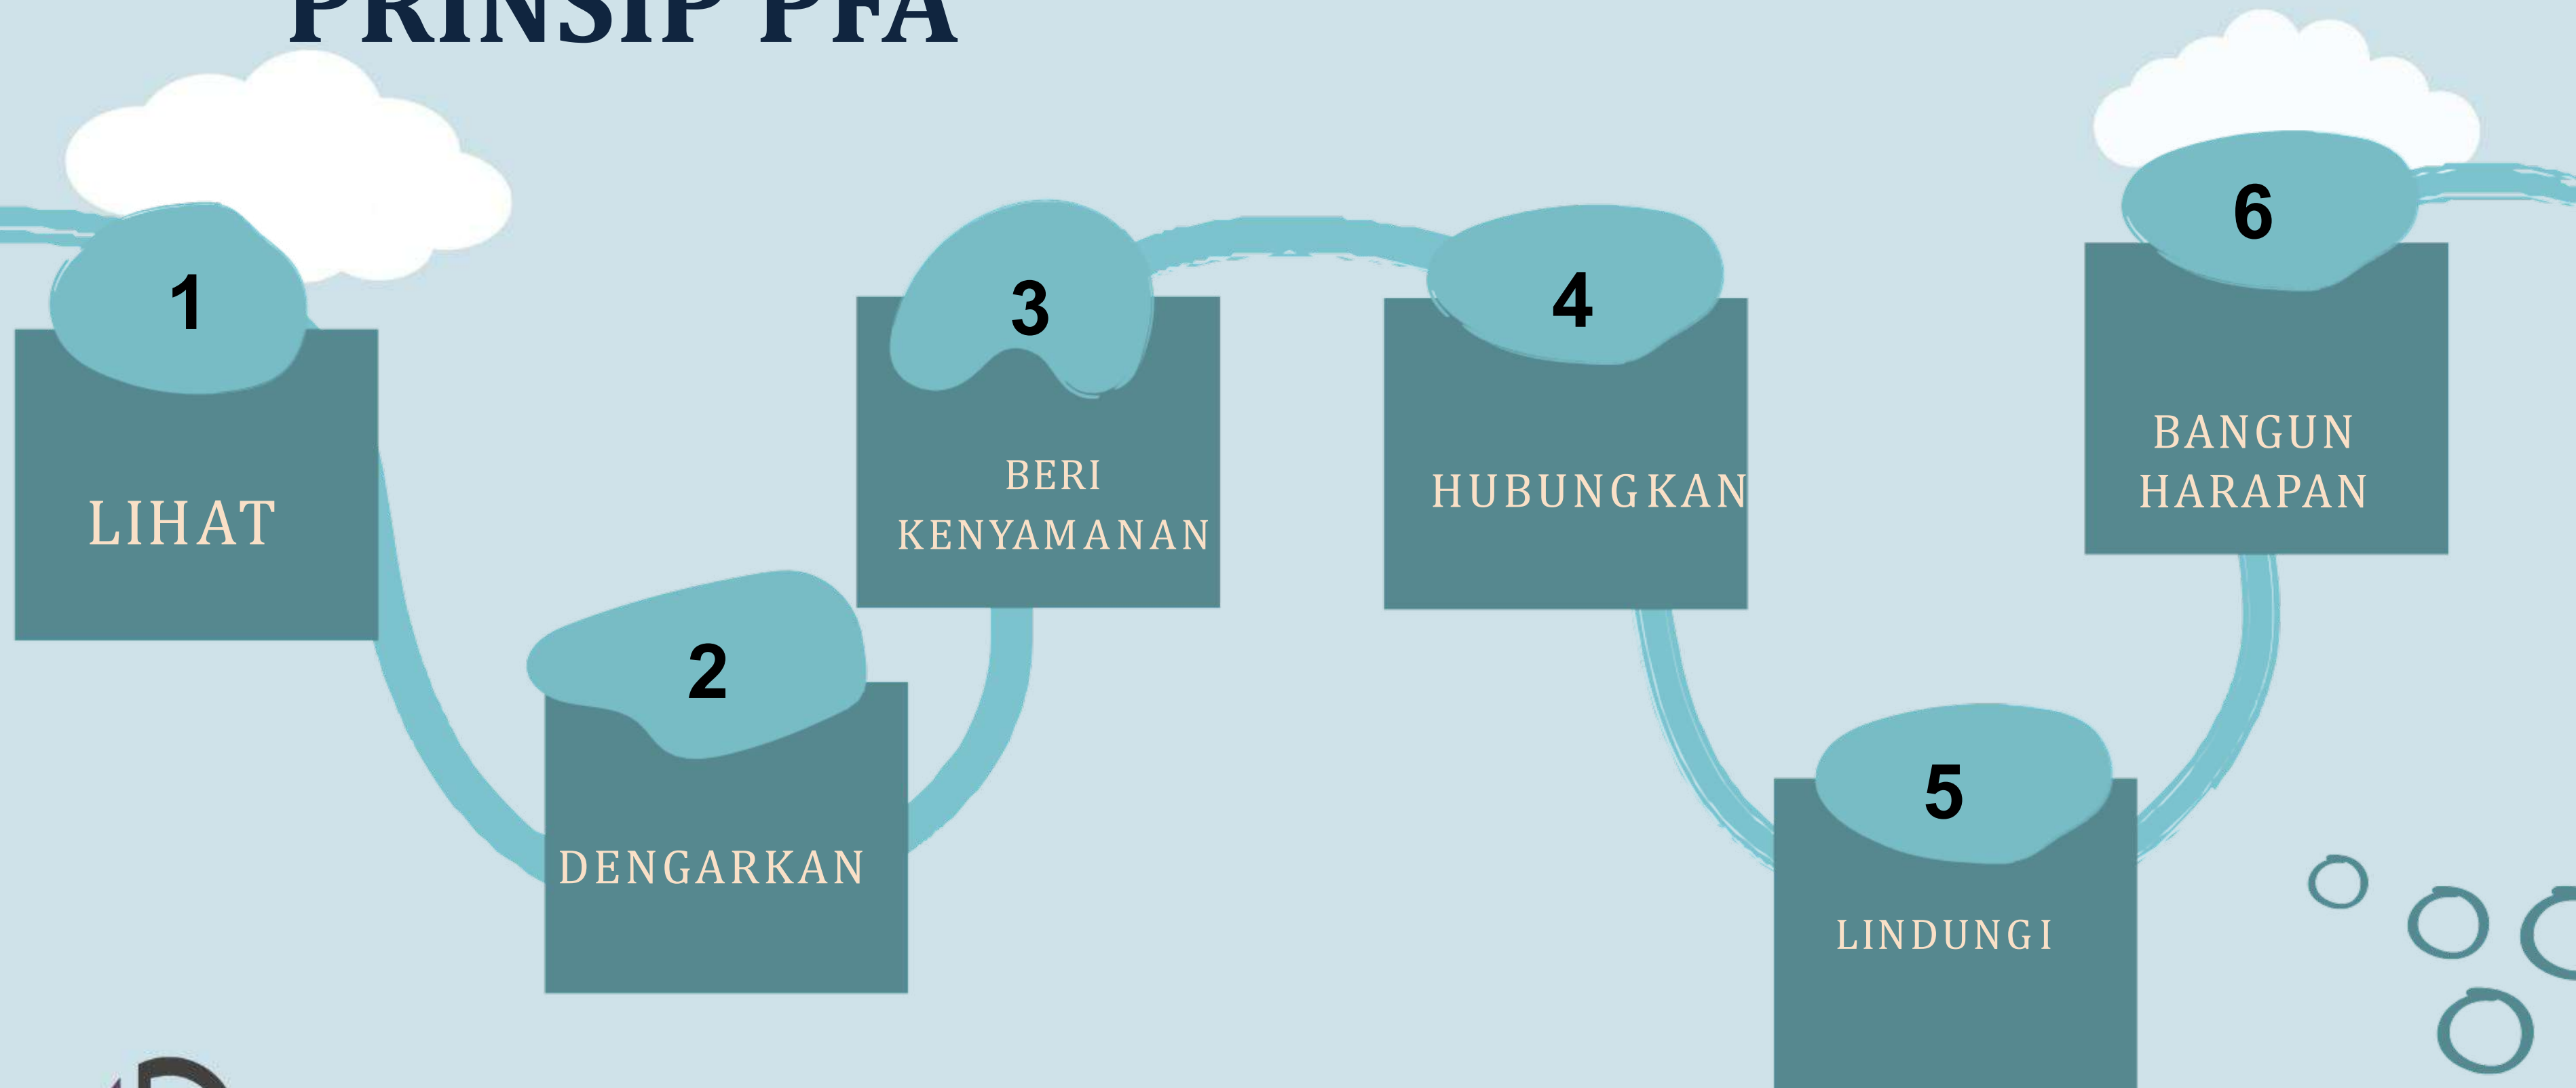 PRINSIP PFA
1
LIHAT
2
DENGARKAN
3
BERI
KENYAMANAN
4
HUBUNGKAN
5
LINDUNGI
6
BANGUN
HARAPAN